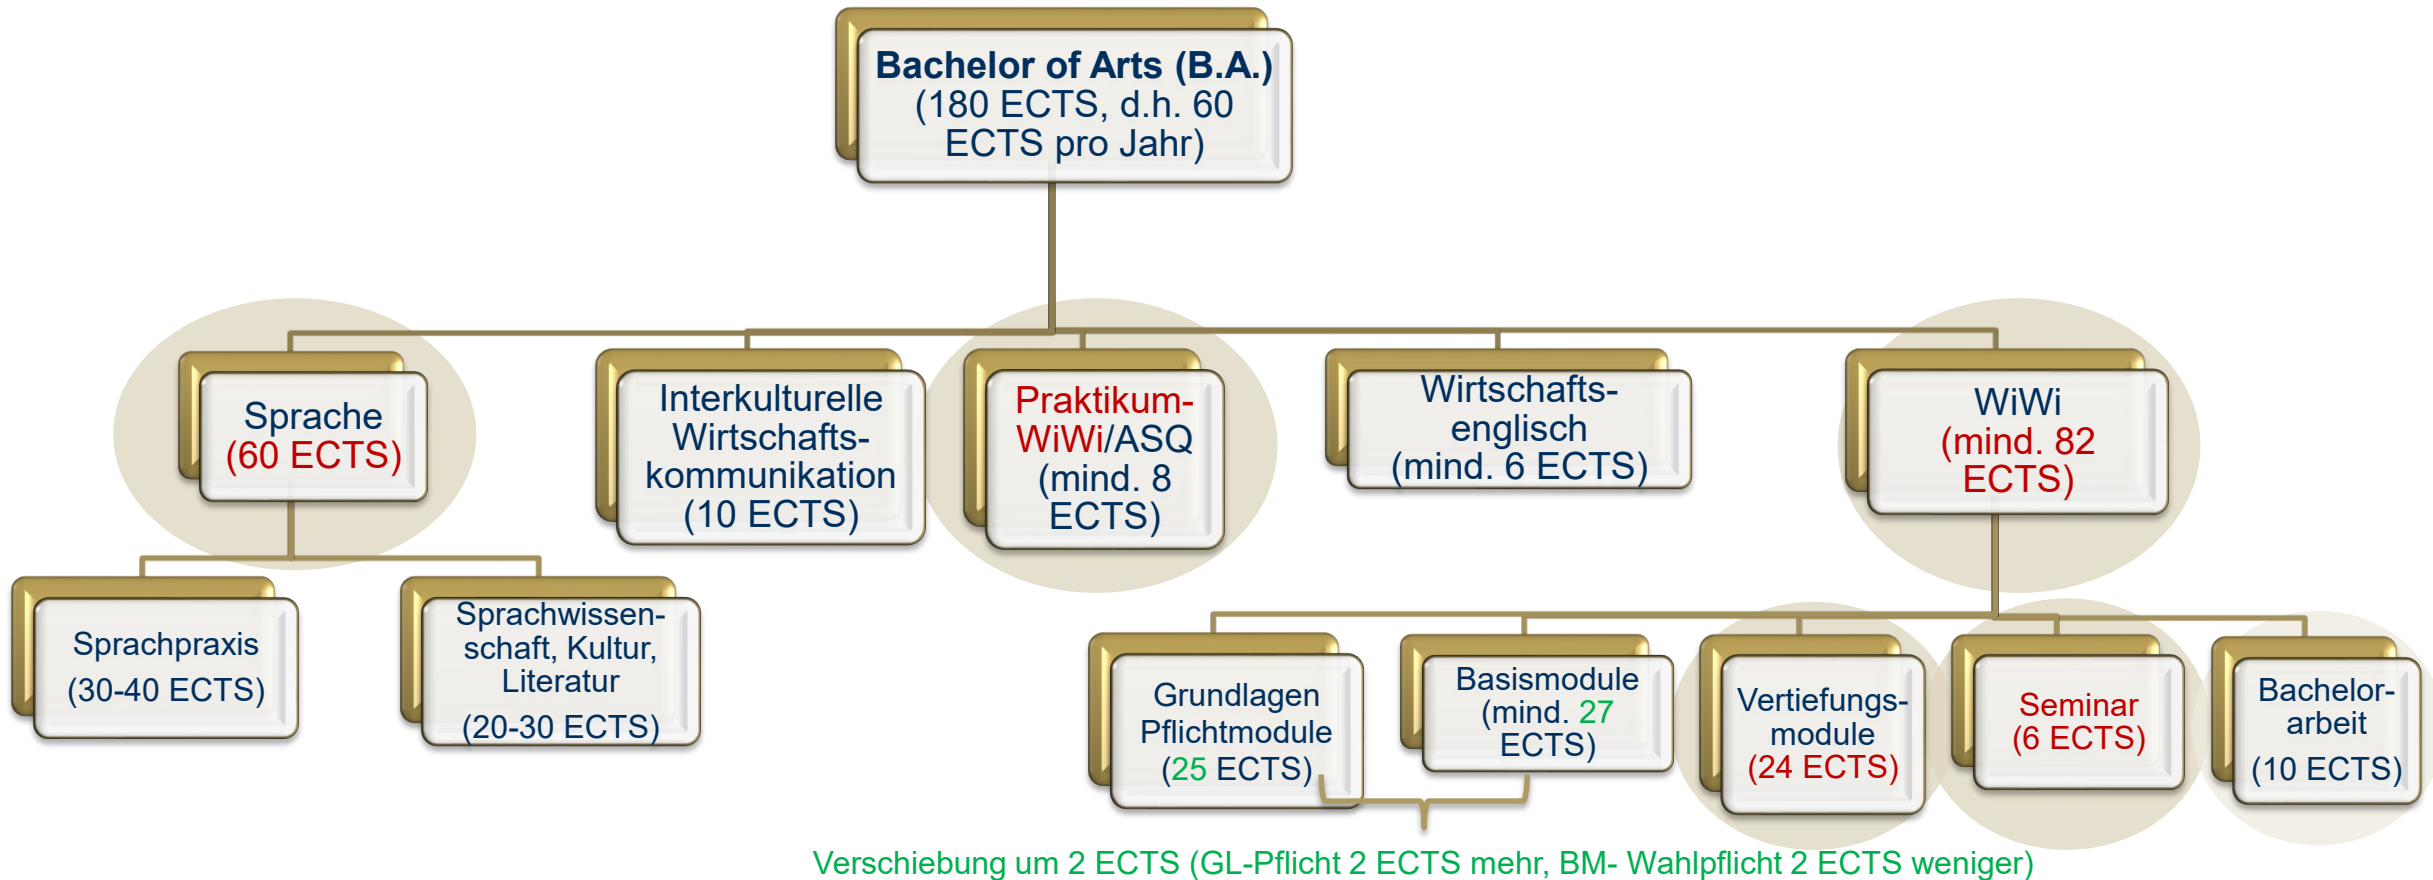 Bachelor of Arts (B.A.)
(180 ECTS, d.h. 60
ECTS pro Jahr)
Sprache
(60 ECTS)
Interkulturelle
Wirtschafts-
kommunikation
(10 ECTS)
Praktikum-
WiWi/ASQ
(mind. 8
ECTS)
Wirtschafts-
englisch
(mind. 6 ECTS)
WiWi
(mind. 82
ECTS)
Sprachpraxis
(30-40 ECTS)
Sprachwissen-
schaft, Kultur,
Literatur
(20-30 ECTS)
Grundlagen
Pflichtmodule
(25 ECTS)
Basismodule
(mind. 27
ECTS)
Vertiefungs-
module
(24 ECTS)
Seminar
(6 ECTS)
Bachelor-
arbeit
(10 ECTS)
Verschiebung um 2 ECTS (GL-Pflicht 2 ECTS mehr, BM- Wahlpflicht 2 ECTS weniger)